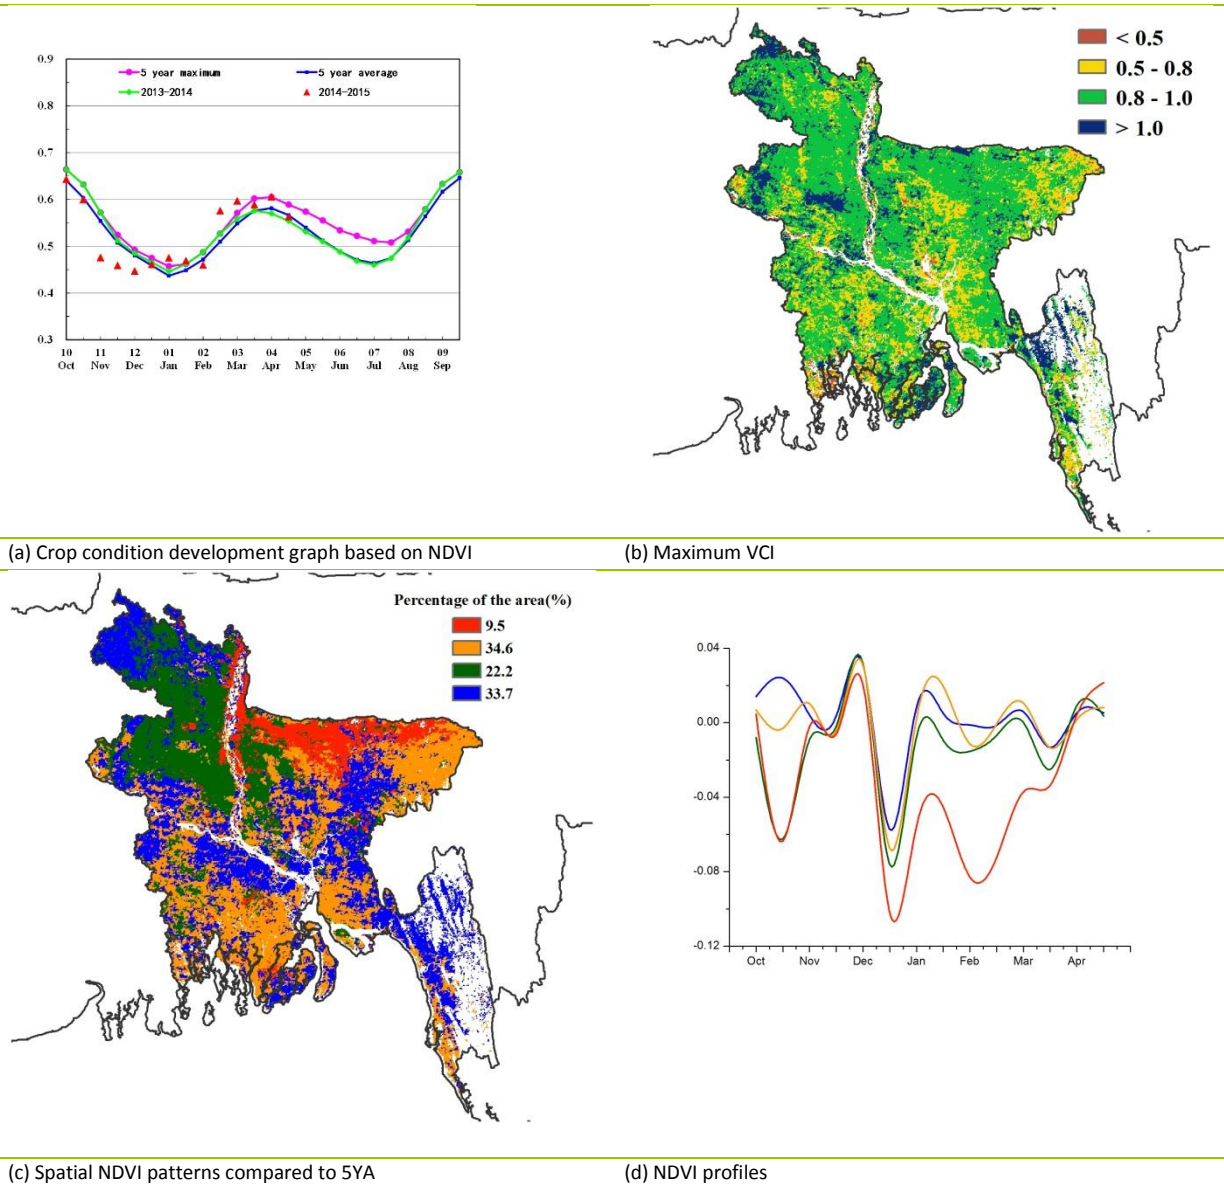 0.9
0.8
0.7
0.6
0.5
0.4
0.3
5 year maximum
5 year average
2013-2014
2014-2015
10 11 12 01 02 03 04 05 06 07 08 09
Oct Nov Dec Jan Feb Mar Apr May Jun Jul Aug Sep
< 0.5
0.5 - 0.8
0.8 - 1.0
> 1.0
(a) Crop condition development graph based on NDVI
(b) Maximum VCI
Percentage of the area(%)
9.5
34.6
22.2
33.7
0.04
0.00
-0.04
-0.08
-0.12
Oct Nov Dec Jan Feb Mar Apr
(c) Spatial NDVI patterns compared to 5YA
(d) NDVI profiles